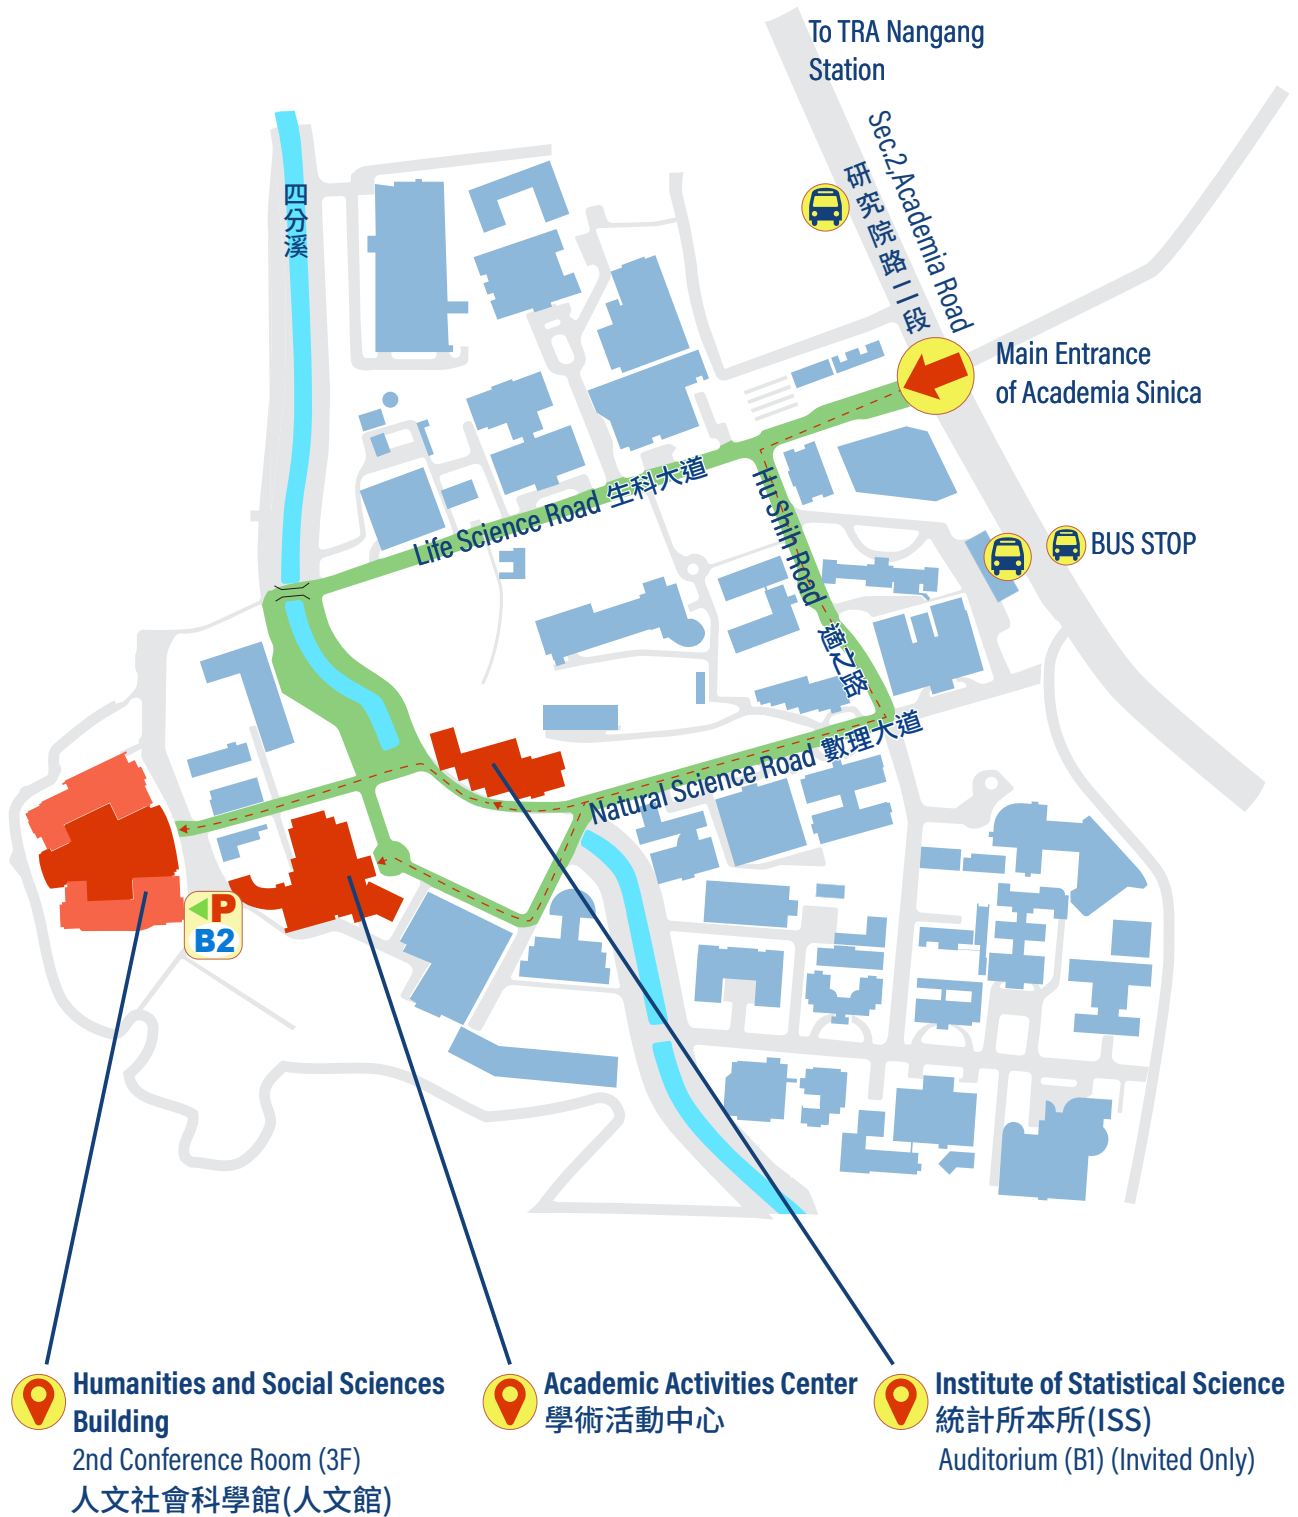 To TRA Nangang
Station
Sec.2,Academia Road
研究院路二段
四分溪
Main Entrance
of Academia Sinica
Life Science Road 生科大道
Hu Shih Road 適之路
BUS STOP
Natural Science Road 數理大道
P
B2
Humanities and Social Sciences
Building
2nd Conference Room (3F)
人文社會科學館(人文館)
Academic Activities Center
學術活動中心
Institute of Statistical Science
統計所本所(ISS)
Auditorium (B1) (Invited Only)